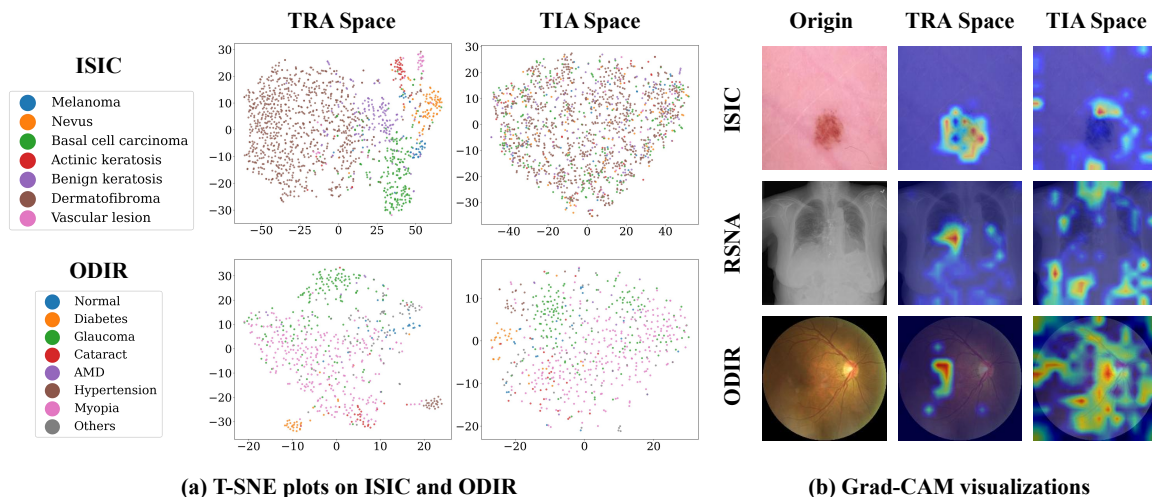 TRA Space
TIA Space
ISIC
Melanoma
Nevus
Basal cell carcinoma
Actinic keratosis
Benign keratosis
Dermatofibroma
Vascular lesion
30
20
10
0
−10
−20
−30
−50
−25
0
25
50
30
20
10
0
−10
−20
−30
−40
−20
0
20
40
ODIR
Normal
Diabetes
Glaucoma
Cataract
AMD
Hypertension
Myopia
Others
30
20
10
0
−10
−20
−30
−20
−10
0
10
20
10
0
−10
−20
−20
0
20
(a) T-SNE plots on ISIC and ODIR
Origin
TRA Space
TIA Space
ISIC
RSNA
ODIR
(b) Grad-CAM visualizations